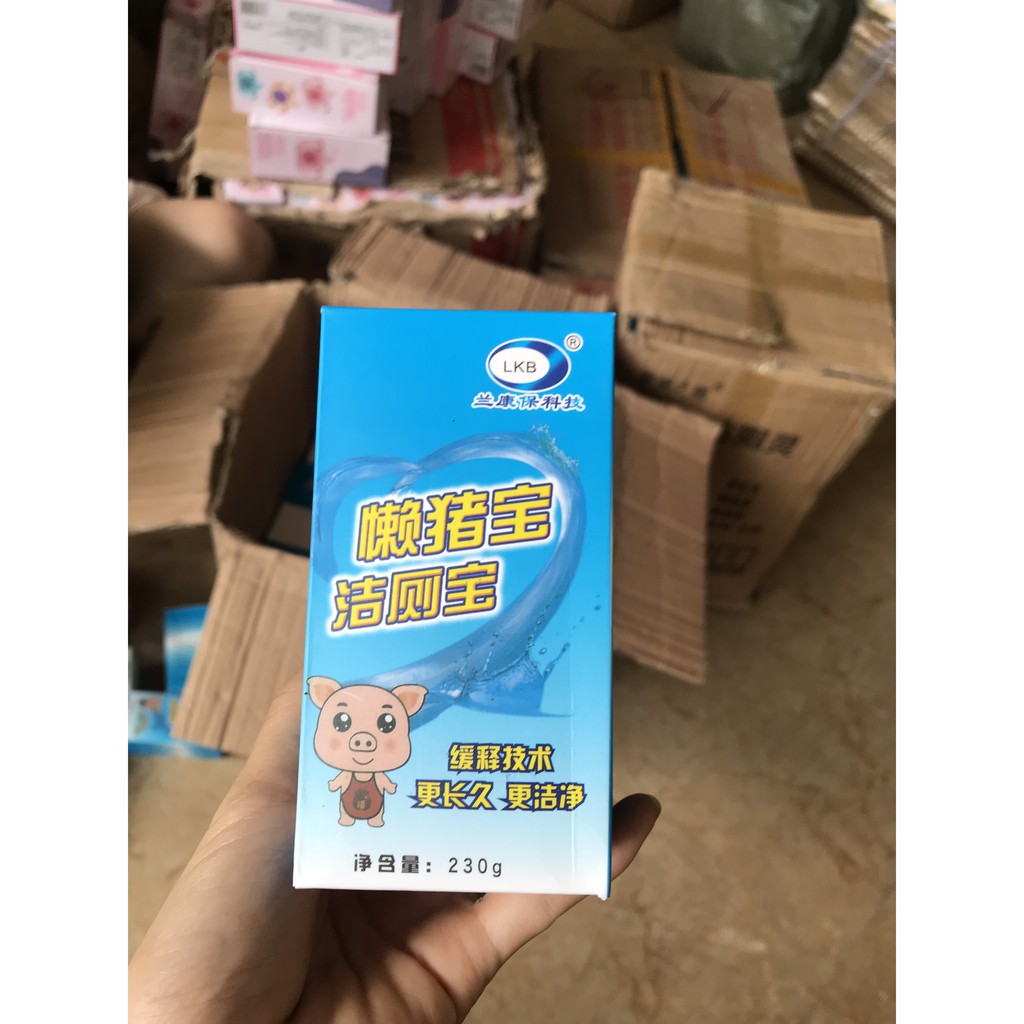 LKB
®
兰康保科技
懒猪宝
洁厕宝
缓释技术
更长久 更洁净
净含量: 230g